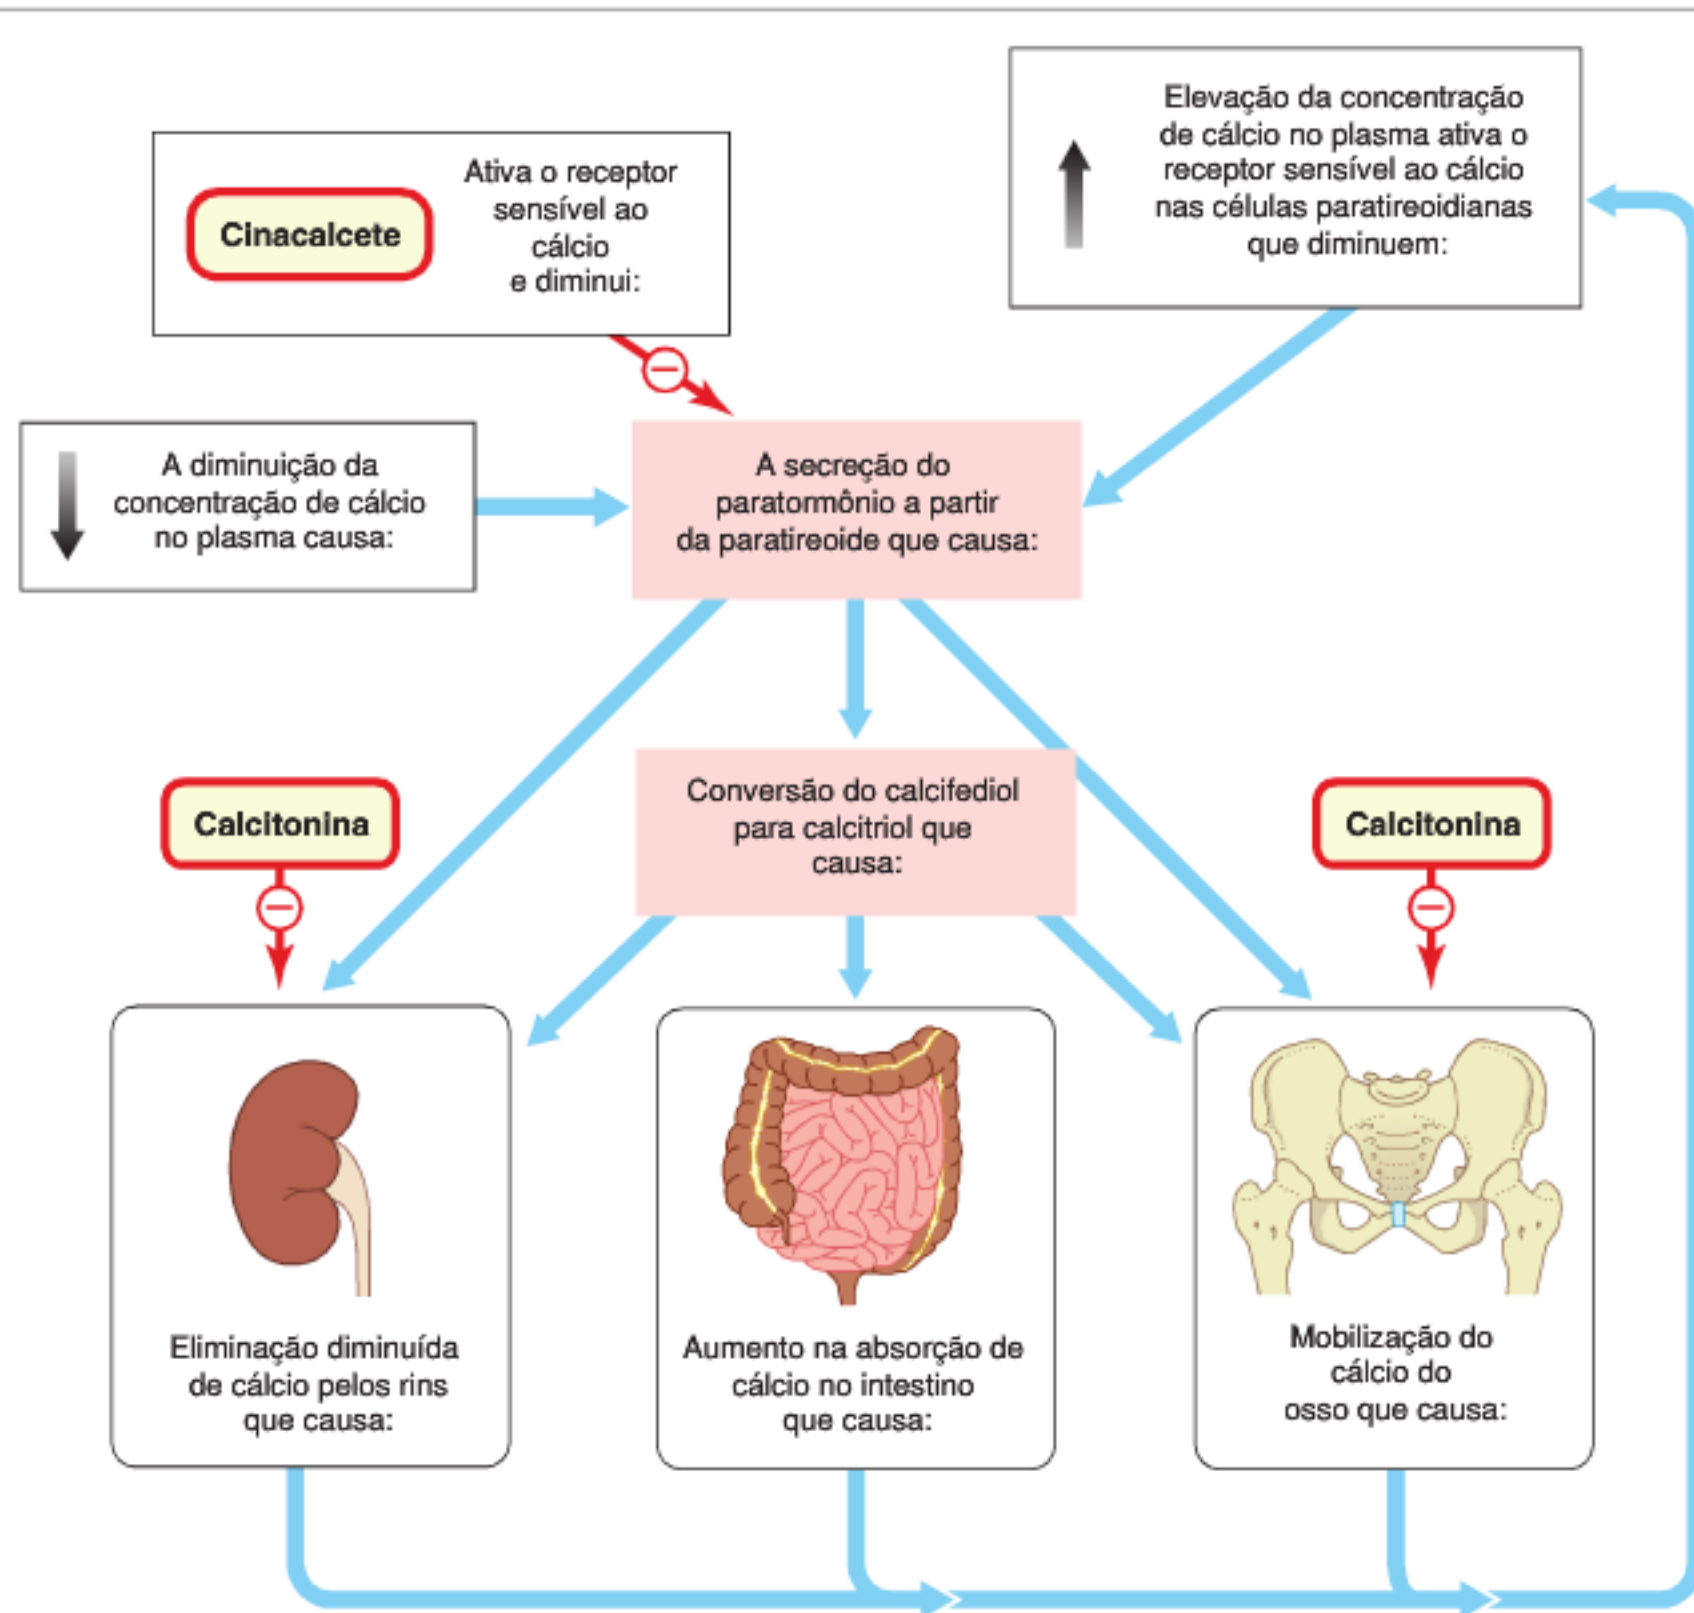 Elevação da concentração
de cálcio no plasma ativa o
receptor sensível ao cálcio
nas células paratireoidianas
que diminuem:
Cinacalcete
Ativa o receptor
sensível ao
cálcio
e diminui:
A diminuição da
concentração de cálcio
no plasma causa:
A secreção do
paratormônio a partir
da paratireoide que causa:
Calcitonina
Conversão do calcifediol
para calcitriol que
causa:
Calcitonina
Eliminação diminuída
de cálcio pelos rins
que causa:
Aumento na absorção de
cálcio no intestino
que causa:
Mobilização do
cálcio do
osso que causa: